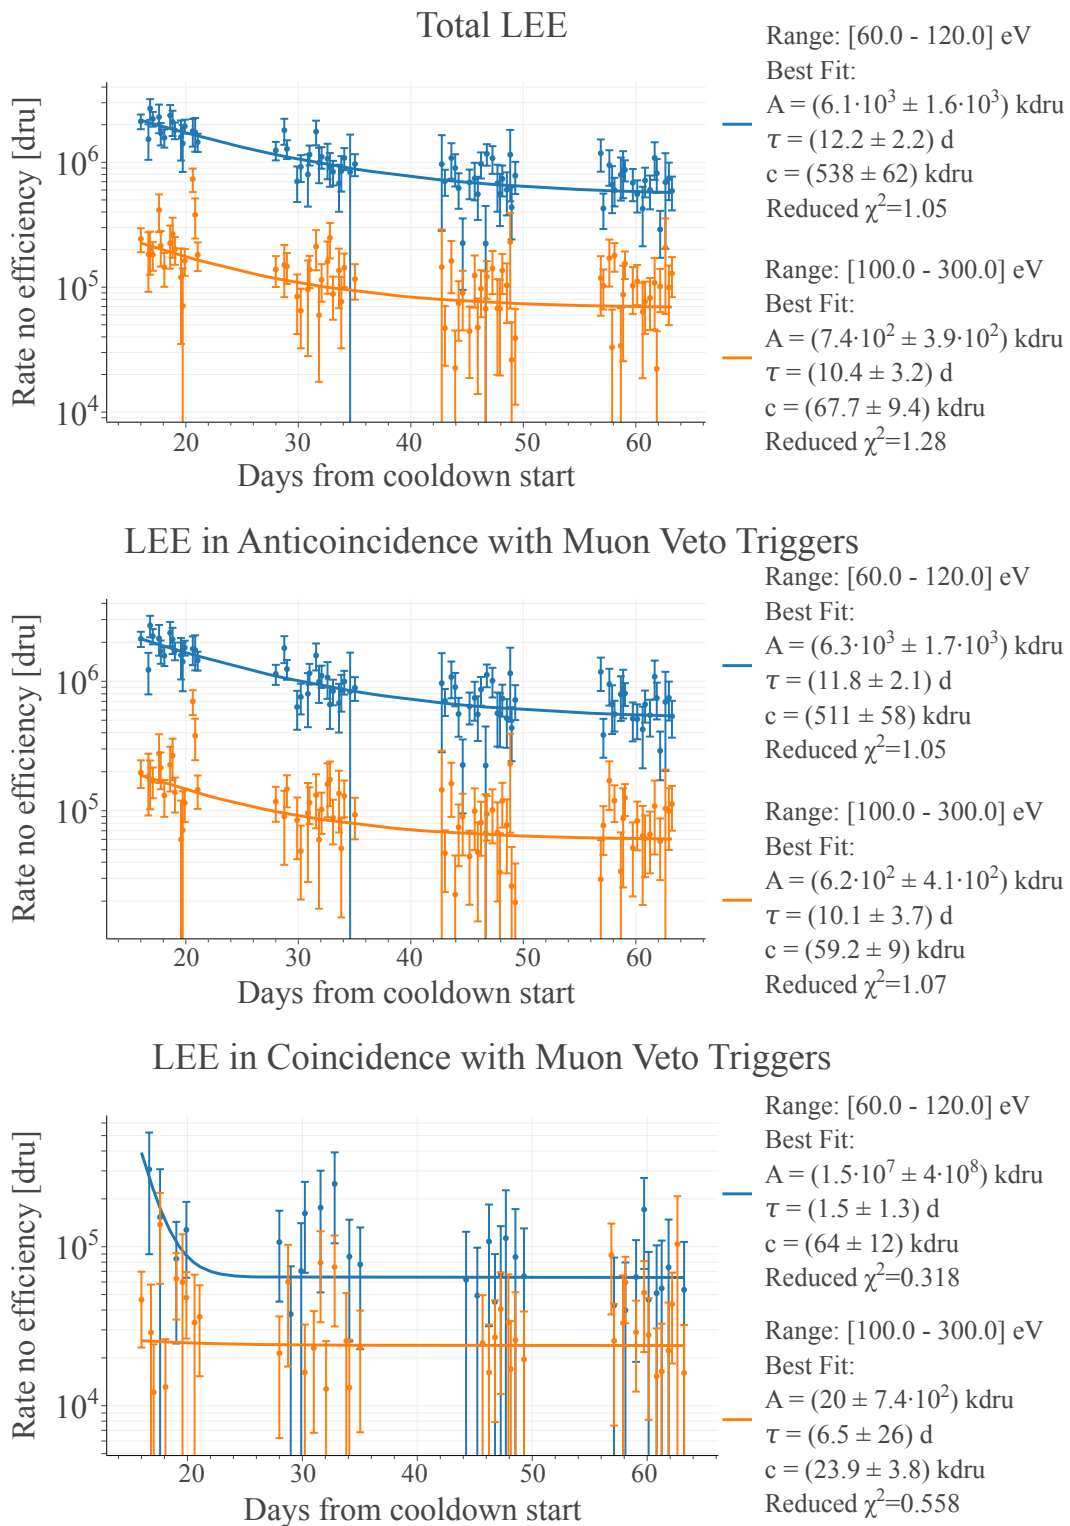 Total LEE
Rate no efficiency [dru]
10⁶
10⁵
10⁴
20 30 40 50 60
Days from cooldown start
Range: [60.0 - 120.0] eV
Best Fit:
A = (6.1·10³ ± 1.6·10³) kdru
τ = (12.2 ± 2.2) d
c = (538 ± 62) kdru
Reduced χ²=1.05
Range: [100.0 - 300.0] eV
Best Fit:
A = (7.4·10² ± 3.9·10²) kdru
τ = (10.4 ± 3.2) d
c = (67.7 ± 9.4) kdru
Reduced χ²=1.28
LEE in Anticoincidence with Muon Veto Triggers
Rate no efficiency [dru]
10⁶
10⁵
20 30 40 50 60
Days from cooldown start
Range: [60.0 - 120.0] eV
Best Fit:
A = (6.3·10³ ± 1.7·10³) kdru
τ = (11.8 ± 2.1) d
c = (511 ± 58) kdru
Reduced χ²=1.05
Range: [100.0 - 300.0] eV
Best Fit:
A = (6.2·10² ± 4.1·10²) kdru
τ = (10.1 ± 3.7) d
c = (59.2 ± 9) kdru
Reduced χ²=1.07
LEE in Coincidence with Muon Veto Triggers
Rate no efficiency [dru]
10⁵
10⁴
20 30 40 50 60
Days from cooldown start
Range: [60.0 - 120.0] eV
Best Fit:
A = (1.5·10⁷ ± 4·10⁸) kdru
τ = (1.5 ± 1.3) d
c = (64 ± 12) kdru
Reduced χ²=0.318
Range: [100.0 - 300.0] eV
Best Fit:
A = (20 ± 7.4·10²) kdru
τ = (6.5 ± 26) d
c = (23.9 ± 3.8) kdru
Reduced χ²=0.558